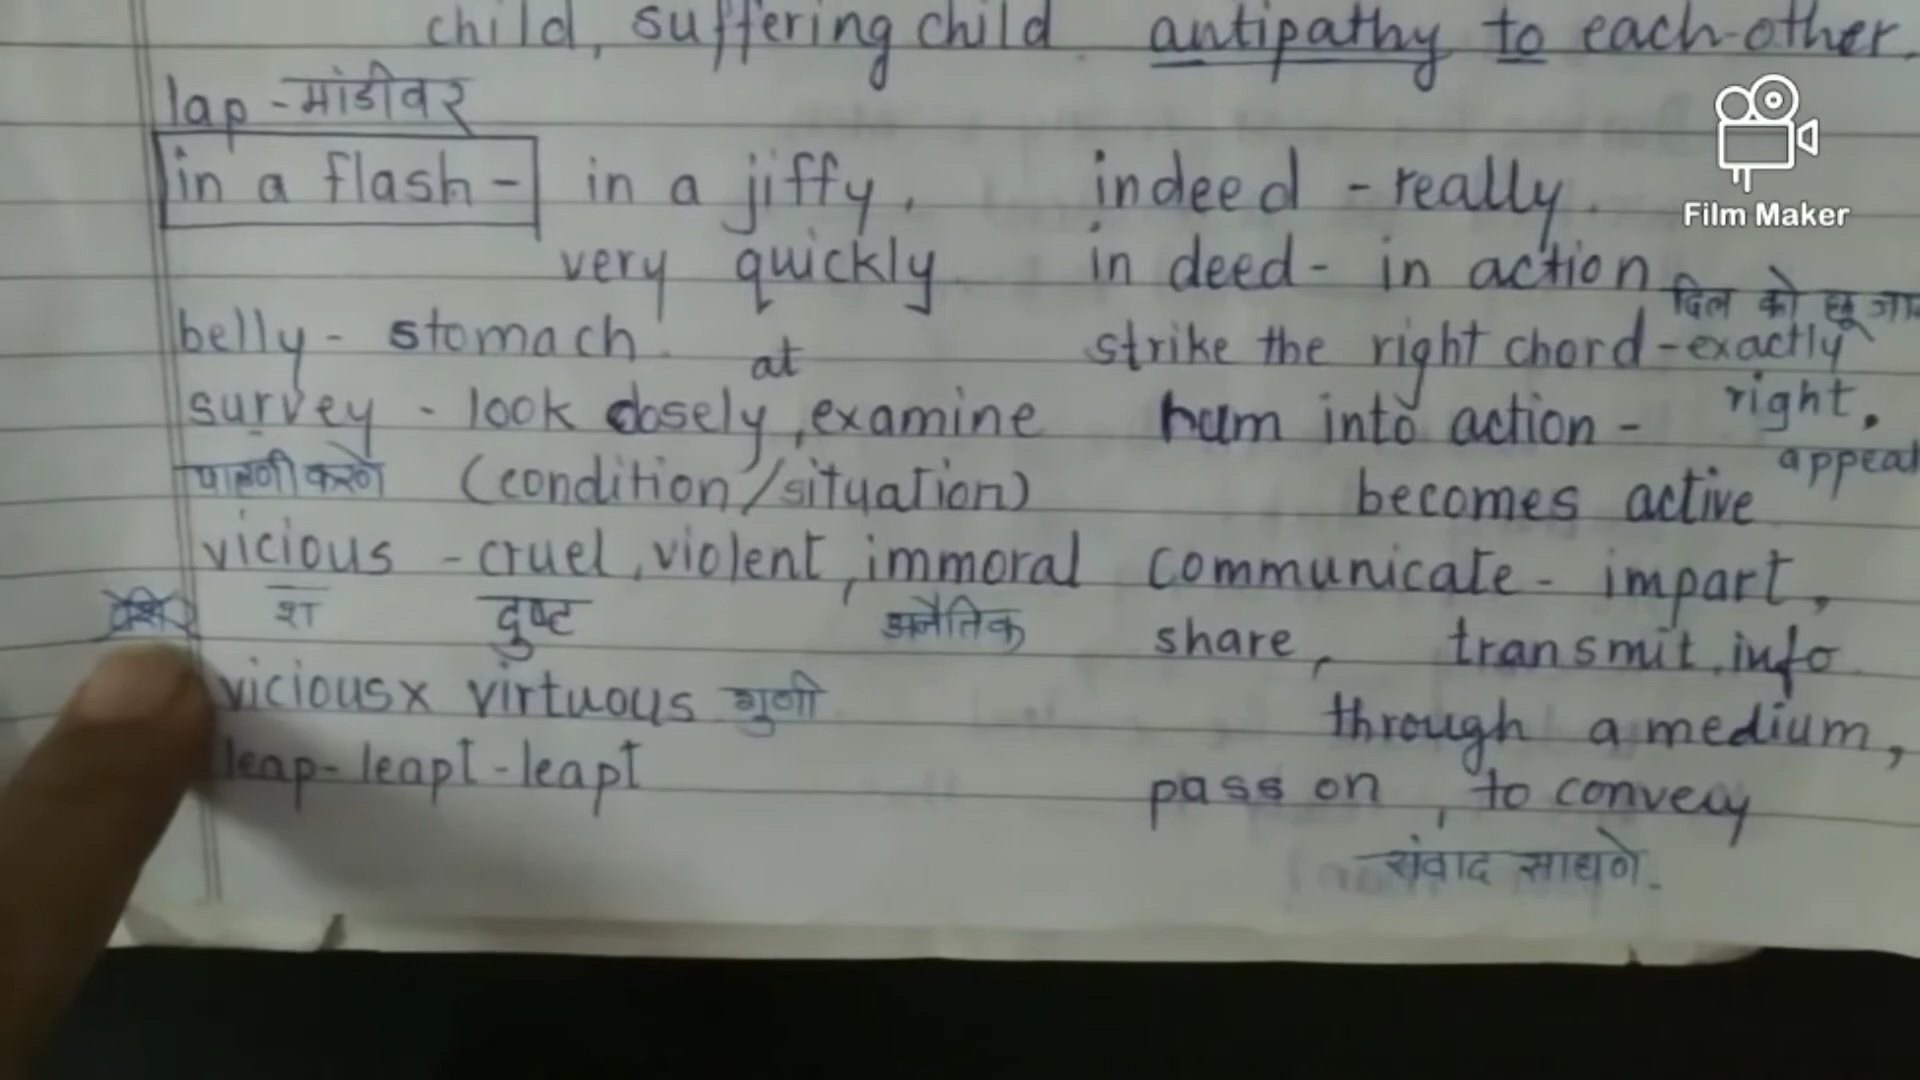 child, suffering child. antipathy to each other.
lap - मांडीवर
in a flash - in a jiffy,
very quickly
belly - stomach
at
survey - look closely, examine
पाहणी करणे (condition/situation)
vicious - cruel, violent, immoral
श दुष्ट अनैतिक
vicious x virtuous गुणी
leap - leapt - leapt
indeed - really.
in deed - in action
दिल को छू
strike the right chord - exactly
right.
into action -
appeal
becomes active
communicate - impart,
share, transmit info
through a medium,
pass on, to convey
संवाद साधणे.
Film Maker